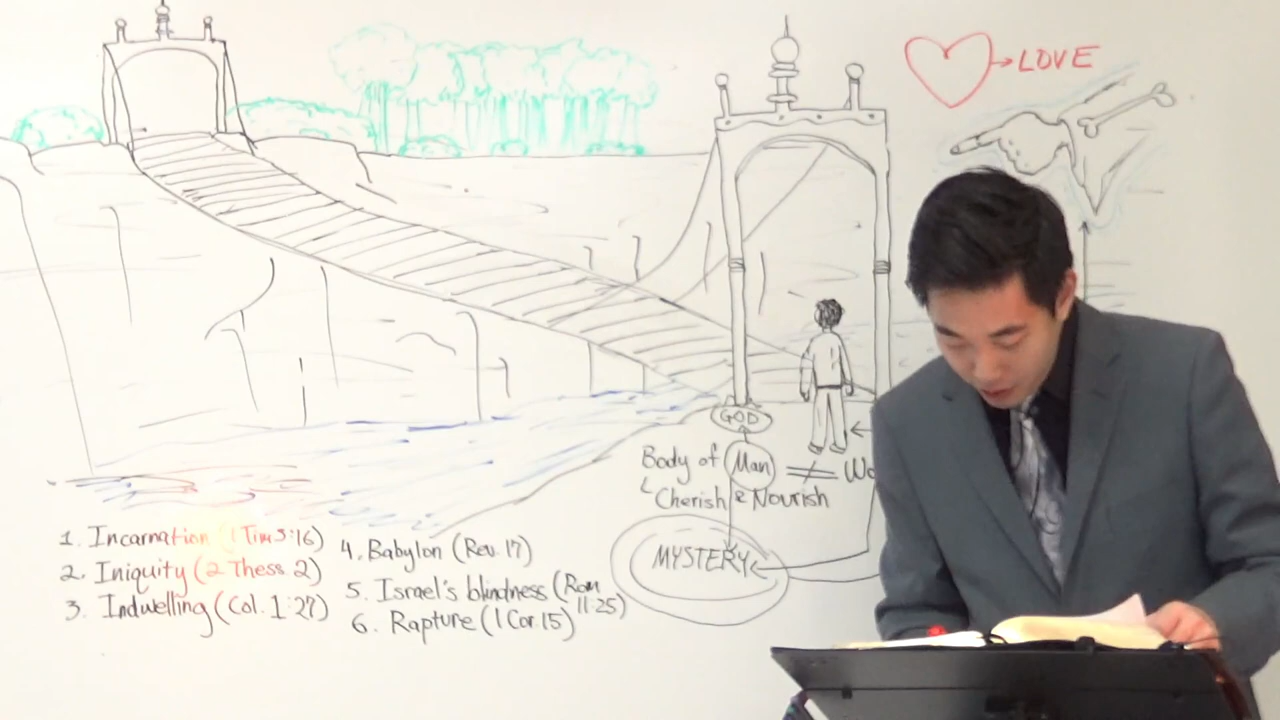 → LOVE
GOD
Body of Man ≠
Cherish & Nourish
MYSTERY
1. Incarnation (1 Tim 3:16)
2. Iniquity (2 Thess. 2)
3. Indwelling (Col. 1:27)
4. Babylon (Rev. 17)
5. Israel's blindness (Rom
11:25)
6. Rapture (1 Cor. 15)